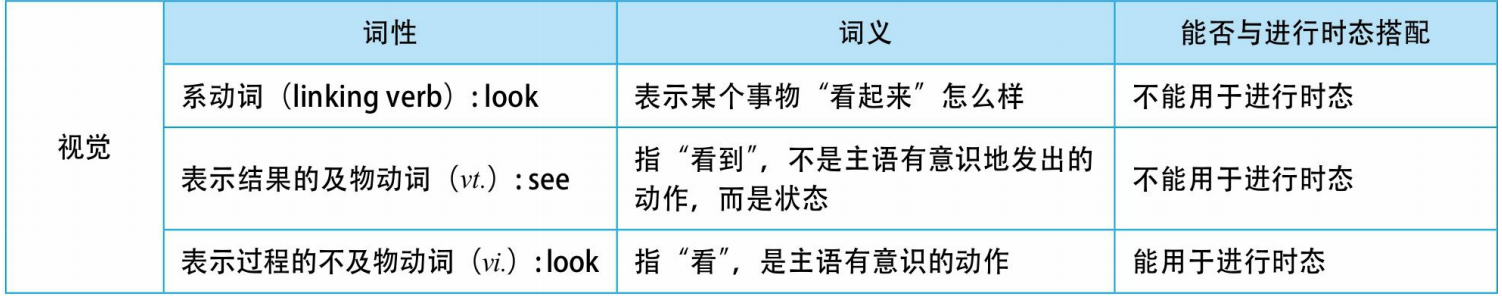 词性 词义 能否与进行时态搭配
视觉
系动词（linking verb）: look 表示某个事物“看起来”怎么样 不能用于进行时态
表示结果的及物动词（vt.）: see 指“看到”，不是主语有意识地发出的
动作，而是状态 不能用于进行时态
表示过程的不及物动词（vi.）: look 指“看”，是主语有意识的动作 能用于进行时态